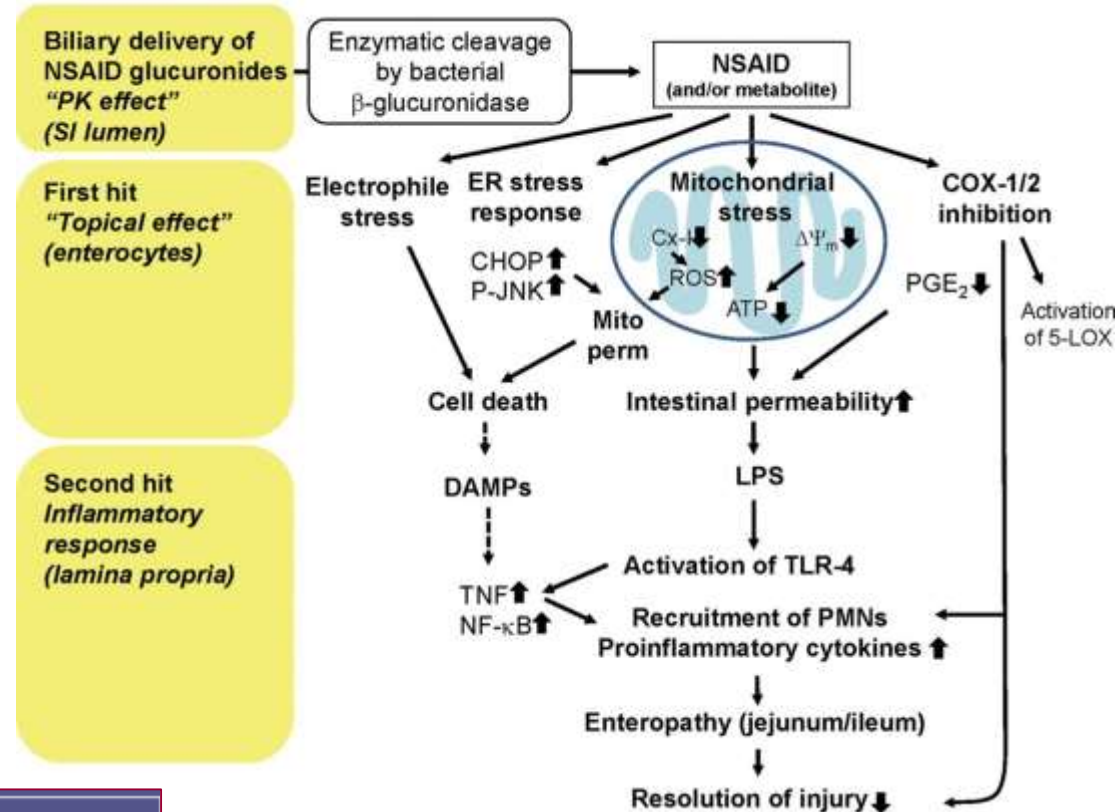 Biliary delivery of
NSAID glucuronides
“PK effect”
(SI lumen)
Enzymatic cleavage
by bacterial
β-glucuronidase
NSAID
(and/or metabolite)
First hit
“Topical effect”
(enterocytes)
Electrophile
stress
ER stress
response
CHOP
P-JNK
Mitochondrial
stress
Cx-I
ΔΨm
ROS
ATP
Mito
perm
COX-1/2
inhibition
PGE2
Activation
of 5-LOX
Cell death
Intestinal permeability
Second hit
Inflammatory
response
(lamina propria)
DAMPs
LPS
Activation of TLR-4
TNF
NF-κB
Recruitment of PMNs
Proinflammatory cytokines
Enteropathy (jejunum/ileum)
Resolution of injury